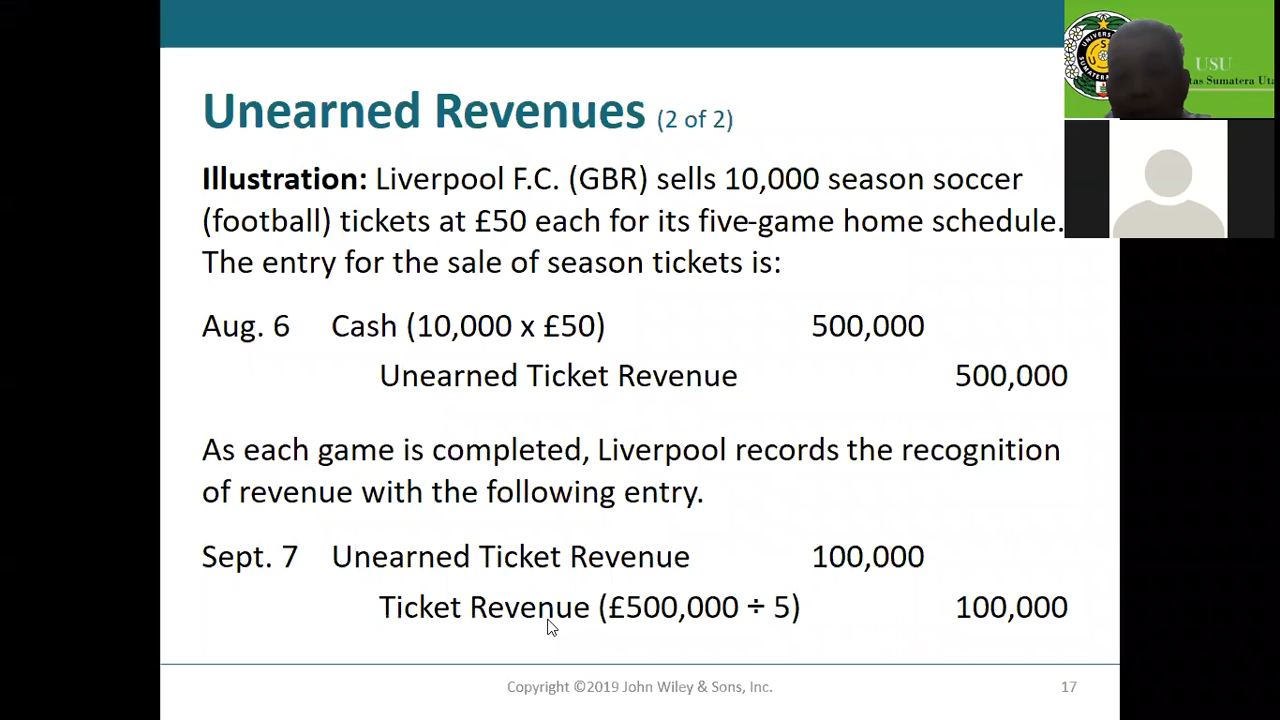 Unearned Revenues (2 of 2)
Illustration: Liverpool F.C. (GBR) sells 10,000 season soccer
(football) tickets at £50 each for its five-game home schedule.
The entry for the sale of season tickets is:
Aug. 6 Cash (10,000 x £50) 500,000
Unearned Ticket Revenue 500,000
As each game is completed, Liverpool records the recognition
of revenue with the following entry.
Sept. 7 Unearned Ticket Revenue 100,000
Ticket Revenue (£500,000 ÷ 5) 100,000
Copyright ©2019 John Wiley & Sons, Inc. 17
USU
tas Sumatera Uta